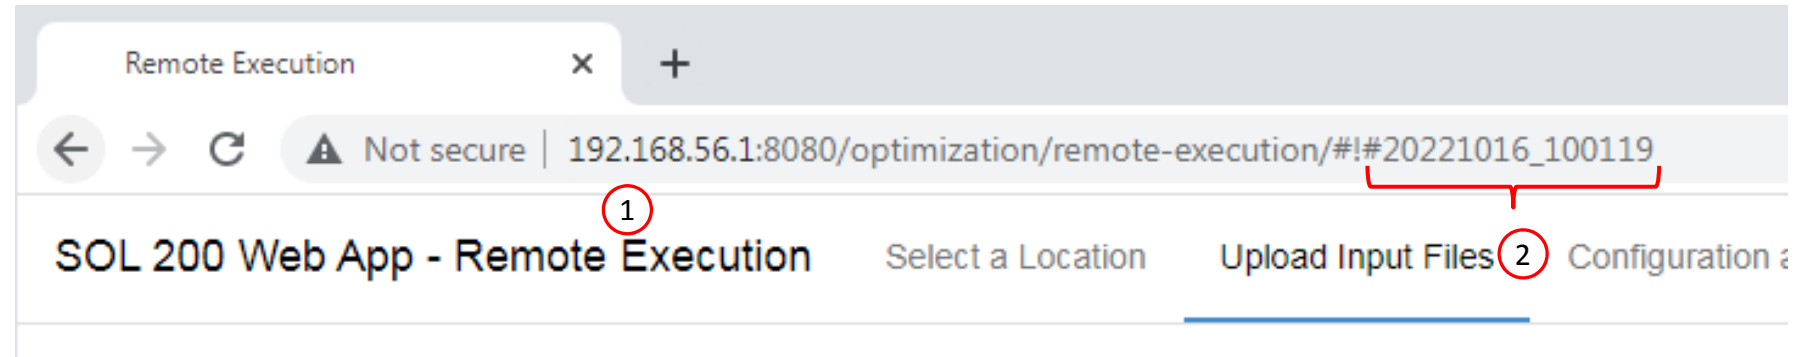 Remote Execution
Not secure | 192.168.56.1:8080/optimization/remote-execution/#!#20221016_100119
1
SOL 200 Web App - Remote Execution Select a Location Upload Input Files 2 Configuration a